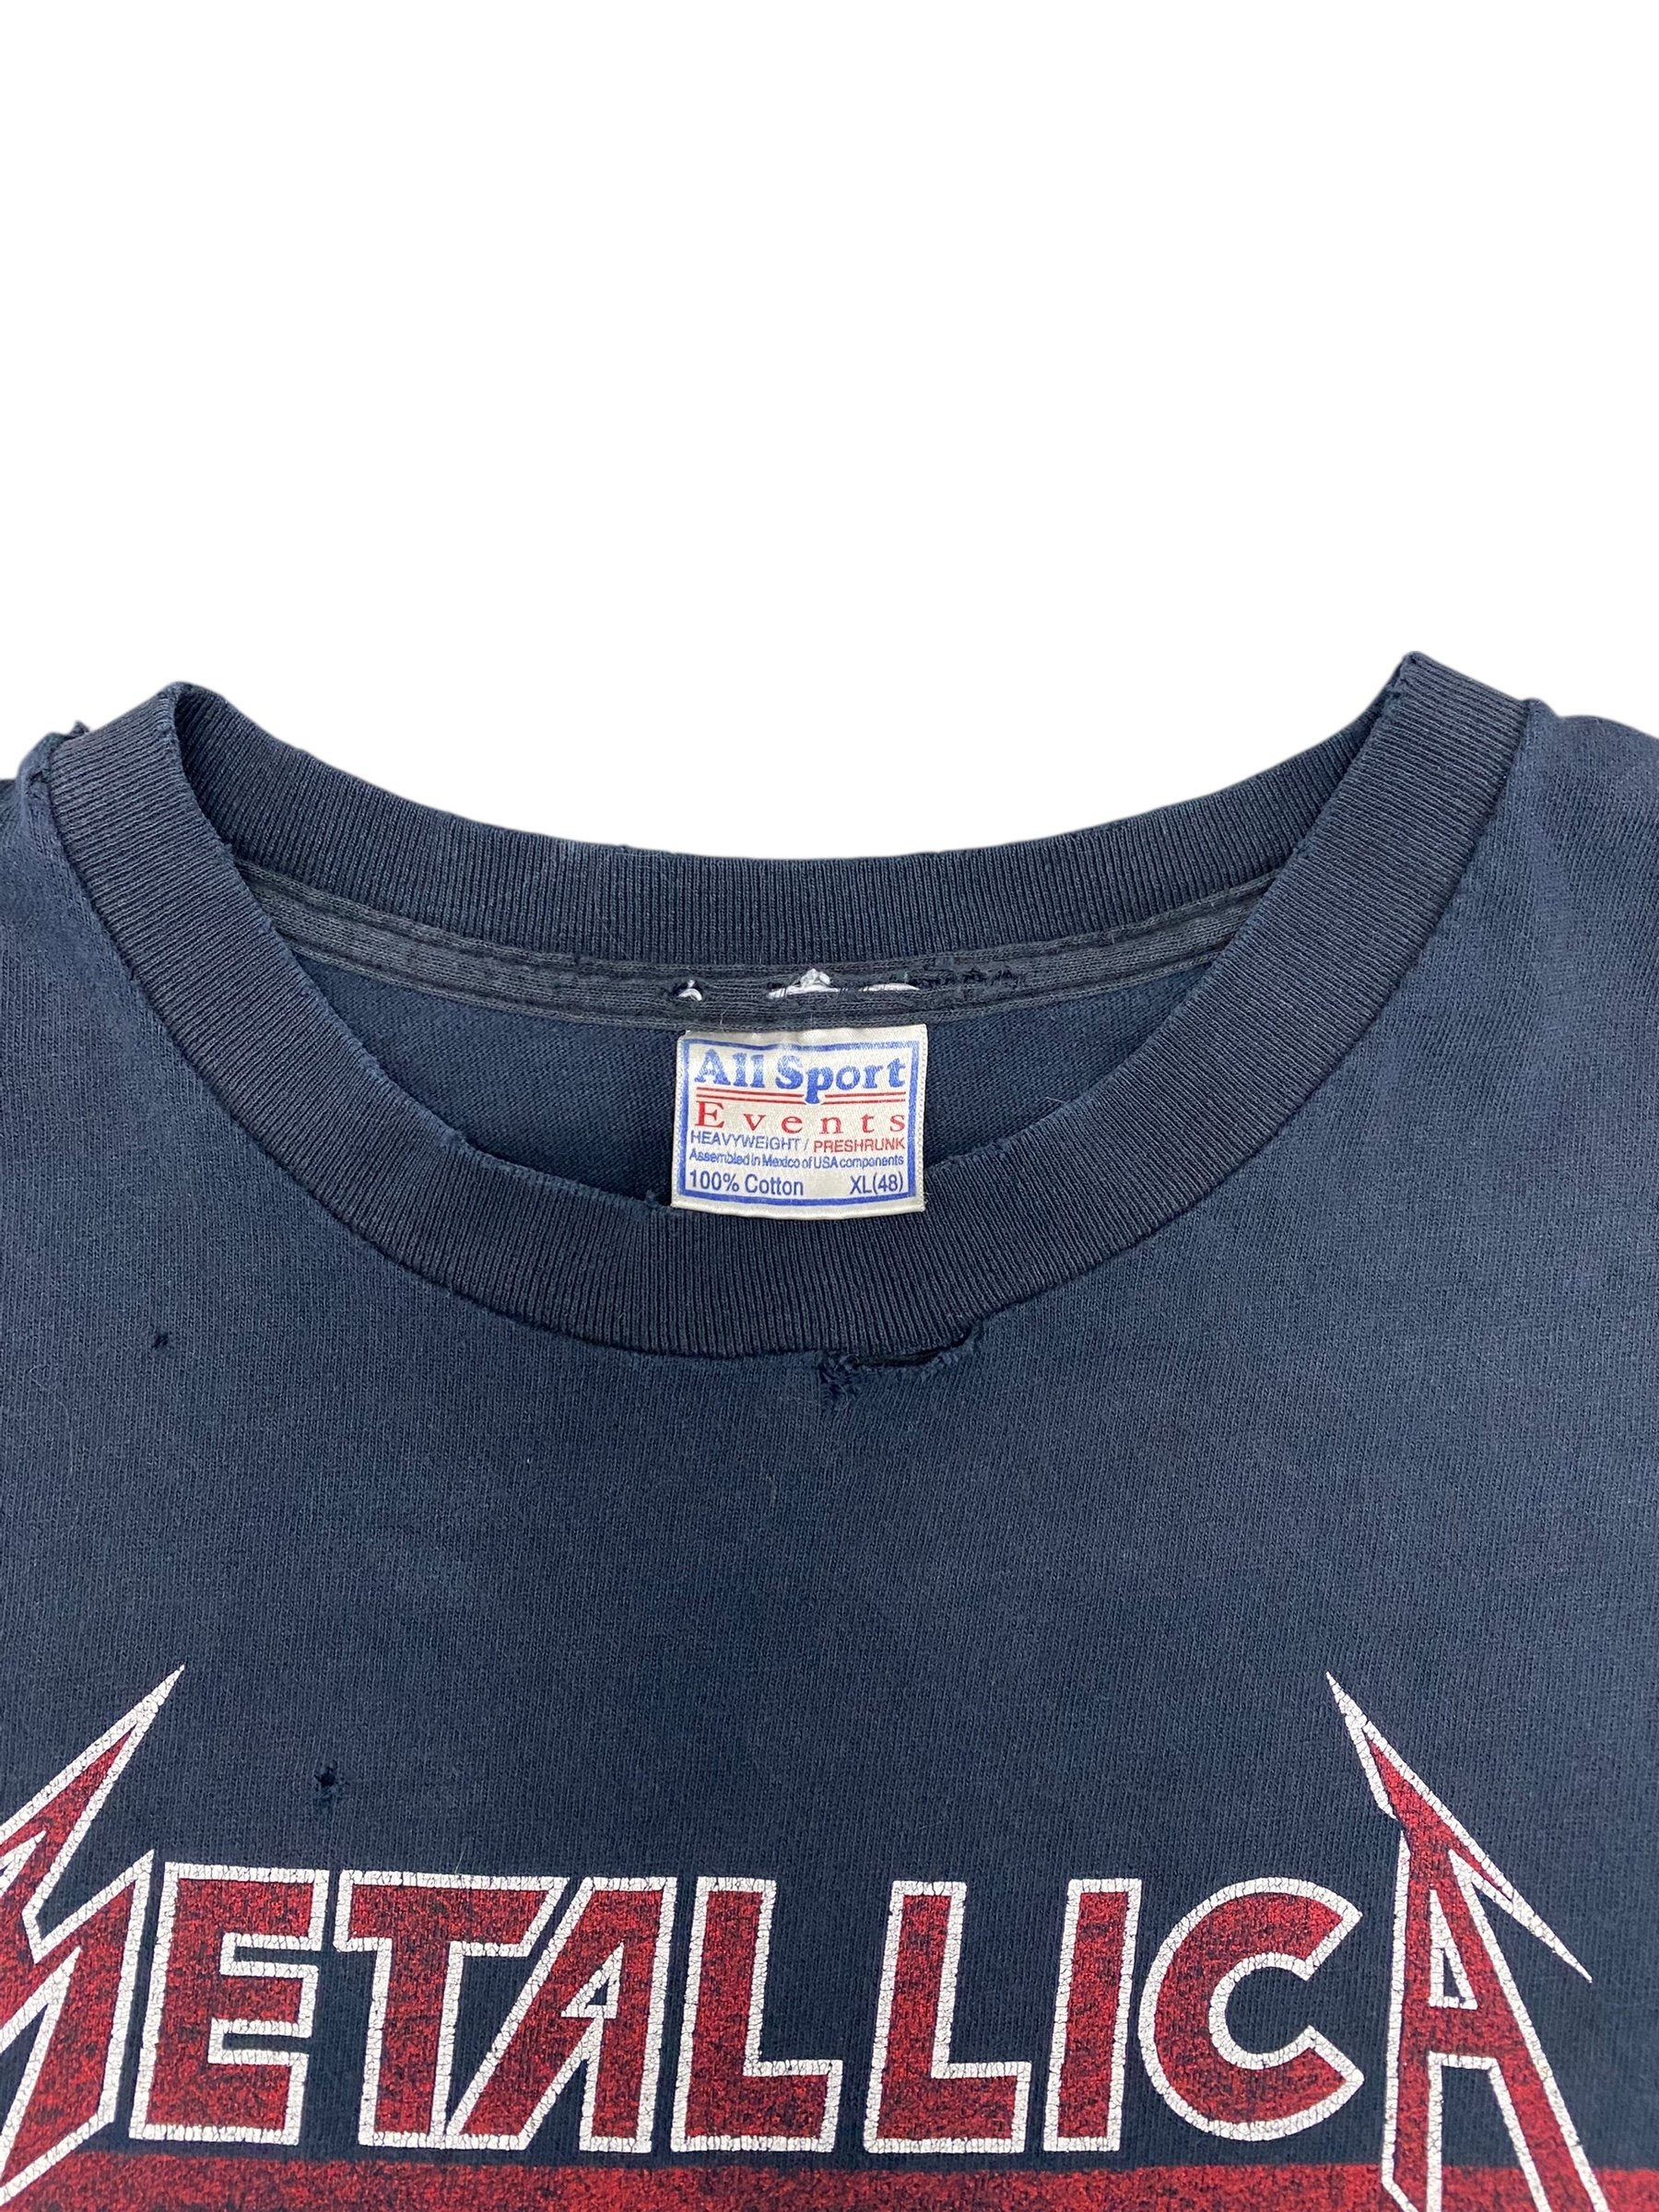 All Sport
Events
HEAVYWEIGHT / PRESHRUNK
Assembled in Mexico of USA components
100% Cotton XL(48)
METALLICA